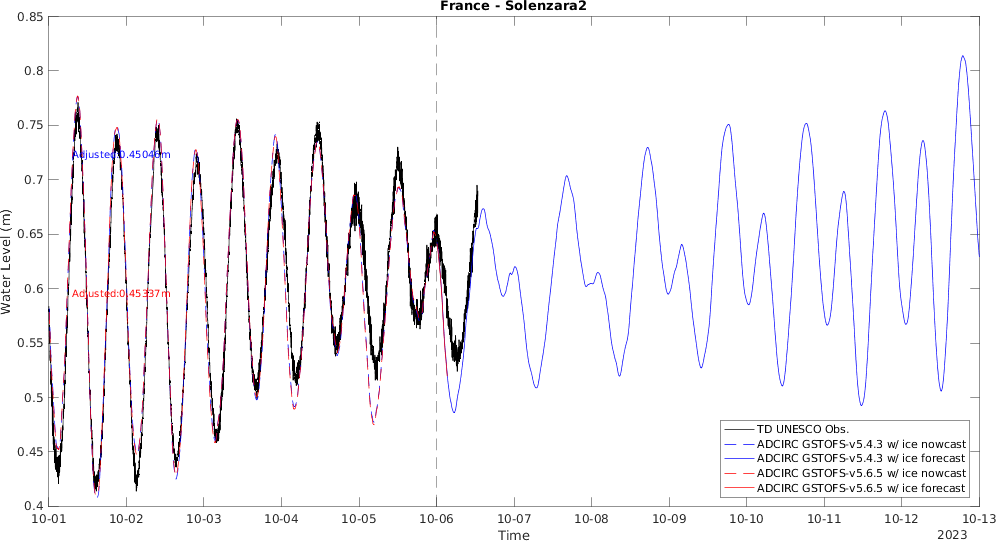 France - Solenzara2
0.85
0.8
0.75
0.7
0.65
0.6
0.55
0.5
0.45
0.4
Water Level (m)
Adjusted:0.45046m
Adjusted:0.45337m
TD UNESCO Obs.
ADCIRC GSTOFS-v5.4.3 w/ ice nowcast
ADCIRC GSTOFS-v5.4.3 w/ ice forecast
ADCIRC GSTOFS-v5.6.5 w/ ice nowcast
ADCIRC GSTOFS-v5.6.5 w/ ice forecast
10-01 10-02 10-03 10-04 10-05 10-06 10-07 10-08 10-09 10-10 10-11 10-12 10-13
Time
2023